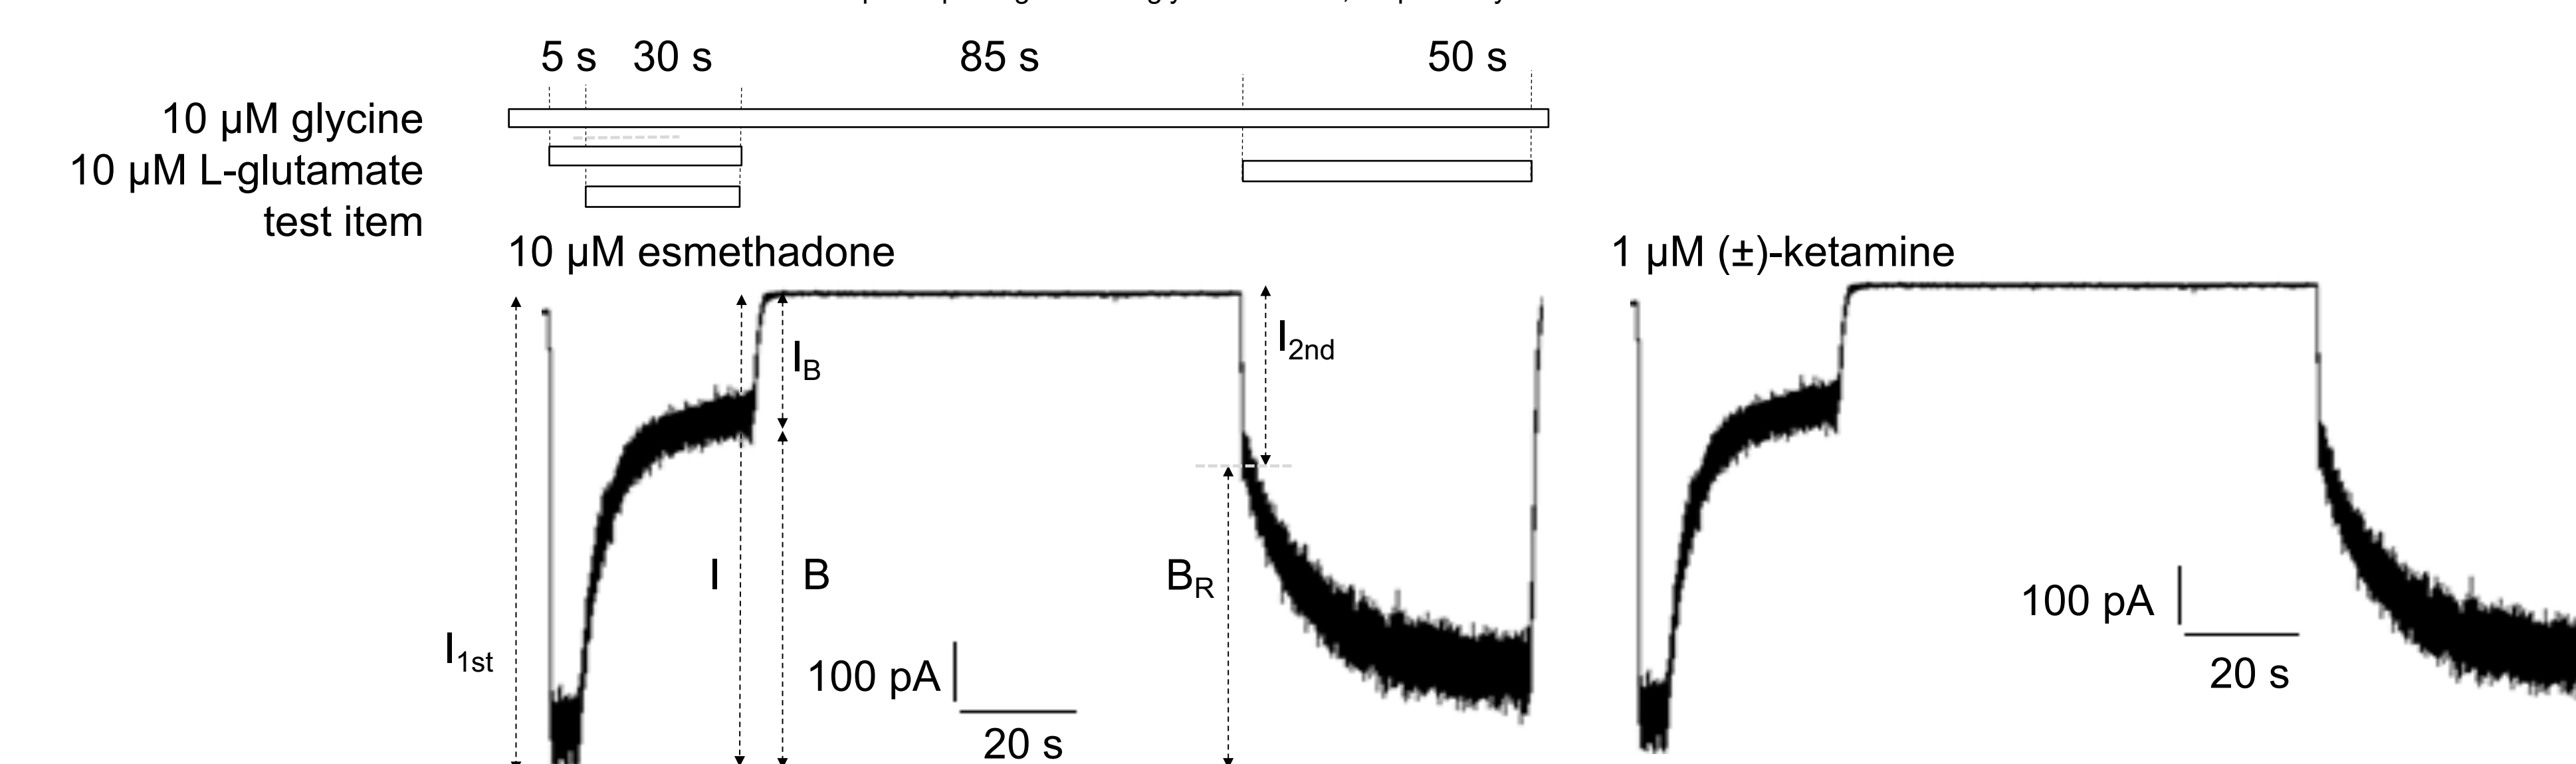 5 s 30 s 85 s 50 s
10 µM glycine
10 µM L-glutamate
test item
10 µM esmethadone
1 µM (±)-ketamine
I2nd
IB
I
B
BR
I1st
100 pA
20 s
100 pA
20 s